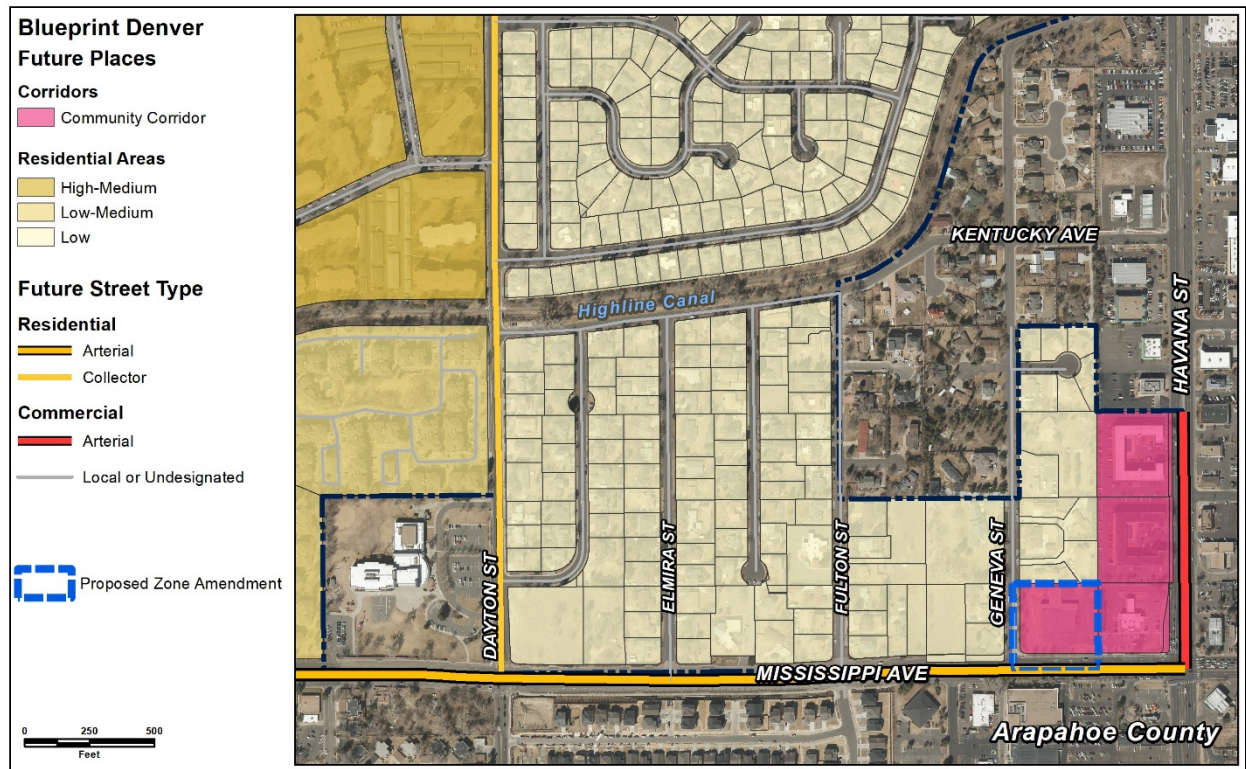 Blueprint Denver
Future Places
Corridors
Community Corridor
Residential Areas
High-Medium
Low-Medium
Low
Future Street Type
Residential
Arterial
Collector
Commercial
Arterial
Local or Undesignated
Proposed Zone Amendment
0 250 500
Feet
KENTUCKY AVE
Highline Canal
HAVANA ST
DAYTON ST
ELMIRA ST
FULTON ST
GENEVA ST
MISSISSIPPI AVE
Arapahoe County